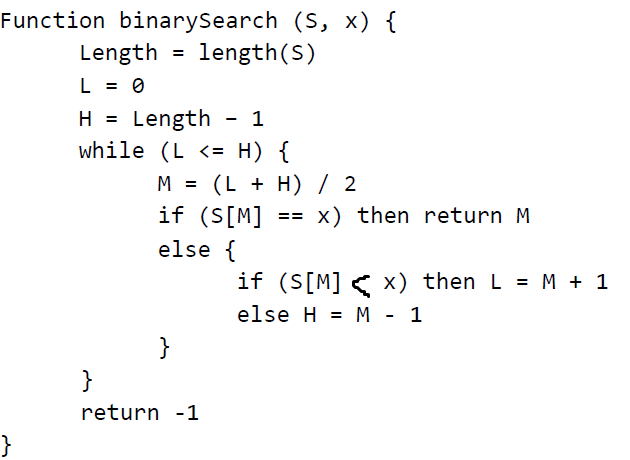 Function binarySearch (S, x) {
Length = length(S)
L = 0
H = Length – 1
while (L <= H) {
M = (L + H) / 2
if (S[M] == x) then return M
else {
if (S[M] < x) then L = M + 1
else H = M - 1
}
}
return -1
}